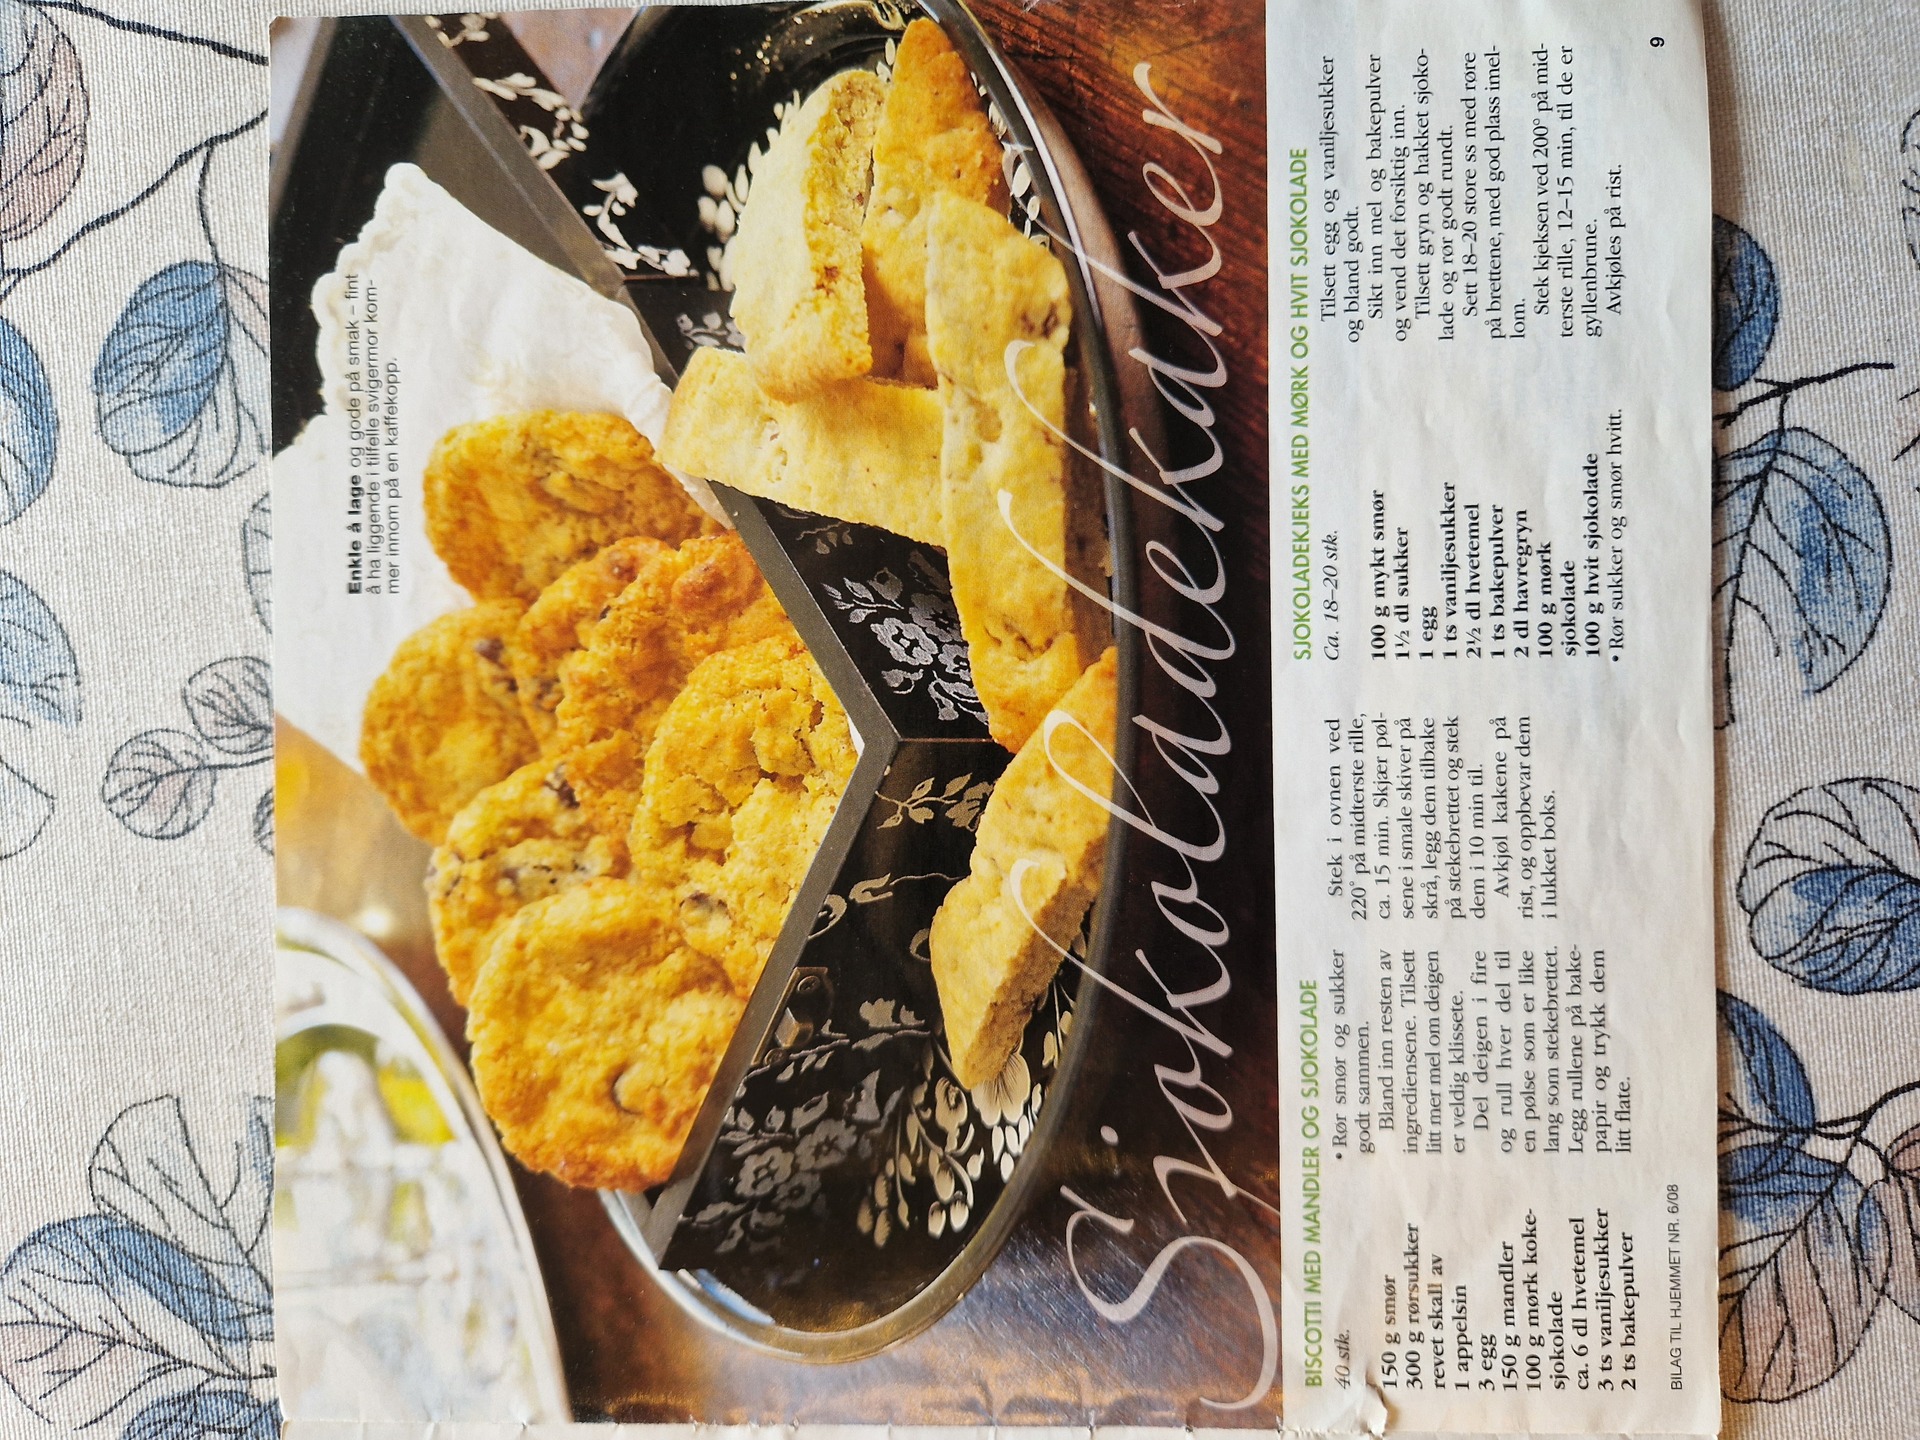 Enkle å lage og gode på smak – fint
å ha liggende i tilfelle svigermor kom-
mer innom på en kaffekopp.
Sjokoladekaker
BISCOTTI MED MANDLER OG SJOKOLADE
40 stk.
150 g smør
300 g rørsukker
revet skall av
1 appelsin
3 egg
150 g mandler
100 g mørk koke-
sjokolade
ca. 6 dl hvetemel
3 ts vaniljesukker
2 ts bakepulver
• Rør smør og sukker
godt sammen.
Bland inn resten av
ingrediensene. Tilsett
litt mer mel om deigen
er veldig klissete.
Del deigen i fire
og rull hver del til
en pølse som er like
lang som stekebrettet.
Legg rullene på bake-
papir og trykk dem
litt flate.
Stek i ovnen ved
220° på midterste rille,
ca. 15 min. Skjær pøl-
sene i smale skiver på
skrå, legg dem tilbake
på stekebrettet og stek
dem i 10 min til.
Avkjøl kakene på
rist, og oppbevar dem
i lukket boks.
SJOKOLADEKJEKS MED MØRK OG HVIT SJOKOLADE
Ca. 18–20 stk.
100 g mykt smør
1½ dl sukker
1 egg
1 ts vaniljesukker
2½ dl hvetemel
1 ts bakepulver
2 dl havregryn
100 g mørk
sjokolade
100 g hvit sjokolade
• Rør sukker og smør hvitt.
Tilsett egg og vaniljesukker
og bland godt.
Sikt inn mel og bakepulver
og vend det forsiktig inn.
Tilsett gryn og hakket sjoko-
lade og rør godt rundt.
Sett 18–20 store ss med røre
på brettene, med god plass imel-
lom.
Stek kjeksen ved 200° på mid-
terste rille, 12–15 min, til de er
gyllenbrune.
Avkjøles på rist.
BILAG TIL HJEMMET NR. 6/08
9